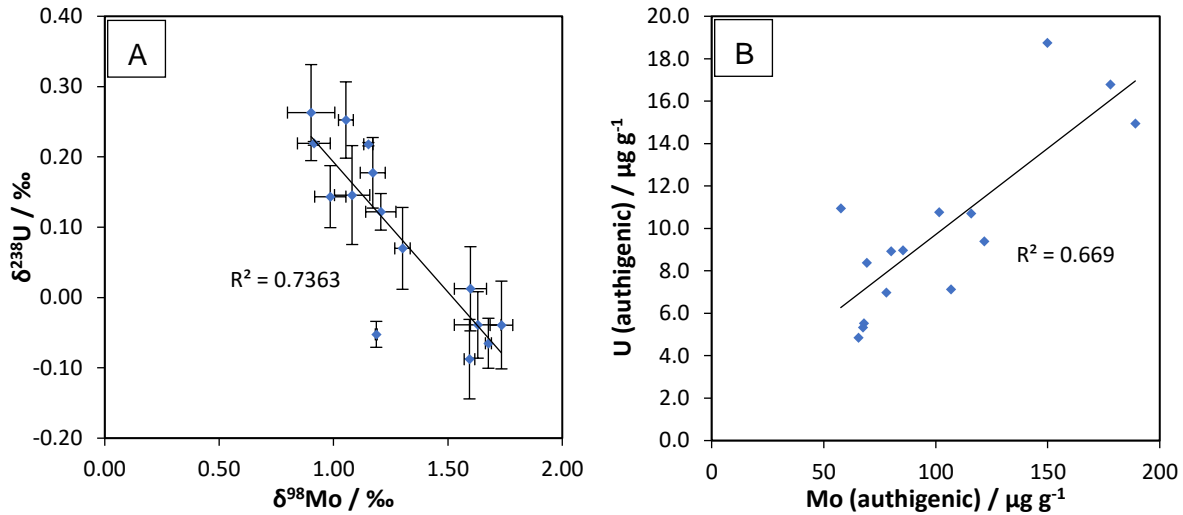 A
0.40
0.30
0.20
0.10
0.00
-0.10
-0.20
δ²³⁸U / ‰
R² = 0.7363
0.00 0.50 1.00 1.50 2.00
δ⁹⁸Mo / ‰
B
20.0
18.0
16.0
14.0
12.0
10.0
8.0
6.0
4.0
2.0
0.0
U (authigenic) / µg g⁻¹
R² = 0.669
0 50 100 150 200
Mo (authigenic) / µg g⁻¹